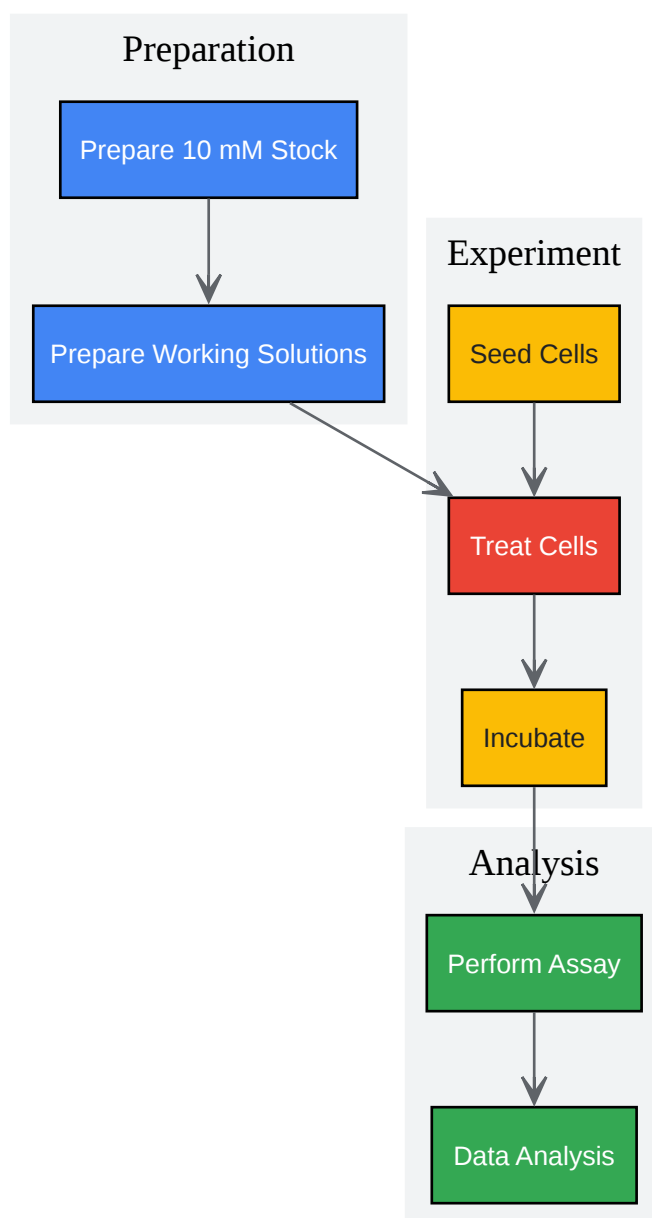 Preparation
Prepare 10 mM Stock
Prepare Working Solutions
Experiment
Seed Cells
Treat Cells
Incubate
Analysis
Perform Assay
Data Analysis